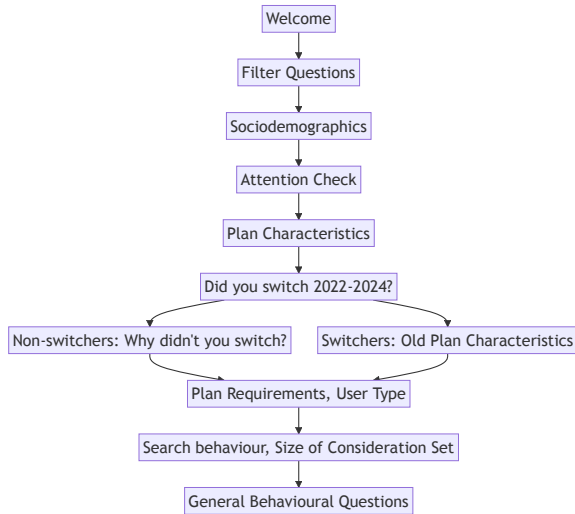 Welcome
Filter Questions
Sociodemographics
Attention Check
Plan Characteristics
Did you switch 2022-2024?
Non-switchers: Why didn't you switch?
Switchers: Old Plan Characteristics
Plan Requirements, User Type
Search behaviour, Size of Consideration Set
General Behavioural Questions